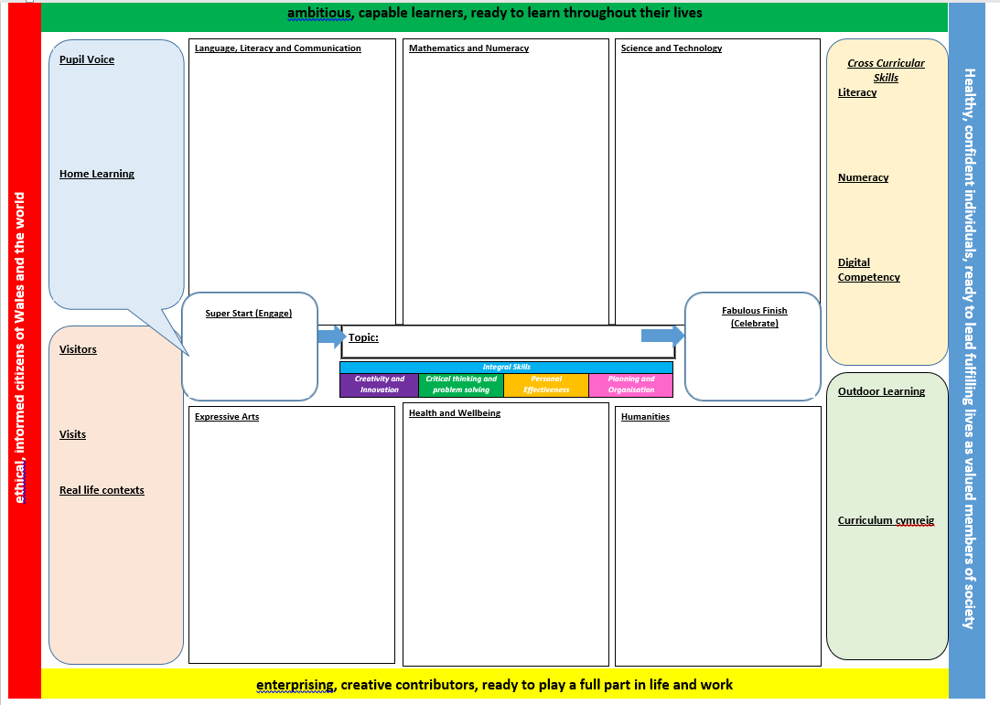 ambitious, capable learners, ready to learn throughout their lives
ethical, informed citizens of Wales and the world
Pupil Voice
Home Learning
Visitors
Visits
Real life contexts
Language, Literacy and Communication
Mathematics and Numeracy
Science and Technology
Super Start (Engage)
Topic:
Integral Skills
Creativity and
Innovation
Critical thinking and
problem solving
Personal
Effectiveness
Planning and
Organisation
Fabulous Finish
(Celebrate)
Expressive Arts
Health and Wellbeing
Humanities
Cross Curricular
Skills
Literacy
Numeracy
Digital
Competency
Outdoor Learning
Curriculum cymreig
Healthy, confident individuals, ready to lead fulfilling lives as valued members of society
enterprising, creative contributors, ready to play a full part in life and work